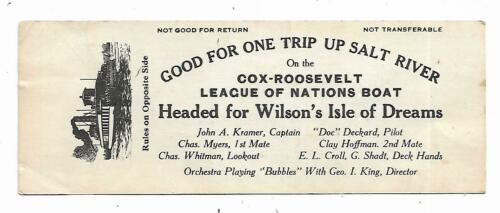 NOT GOOD FOR RETURN
NOT TRANSFERABLE
GOOD FOR ONE TRIP UP SALT RIVER
On the
COX-ROOSEVELT
LEAGUE OF NATIONS BOAT
Headed for Wilson's Isle of Dreams
John A. Kramer, Captain "Doc" Deckard, Pilot
Chas. Myers, 1st Mate Clay Hoffman. 2nd Mate
Chas. Whitman, Lookout E. L. Croll, G. Shadt, Deck Hands
Orchestra Playing "Bubbles" With Geo. I. King, Director
Rules on Opposite Side